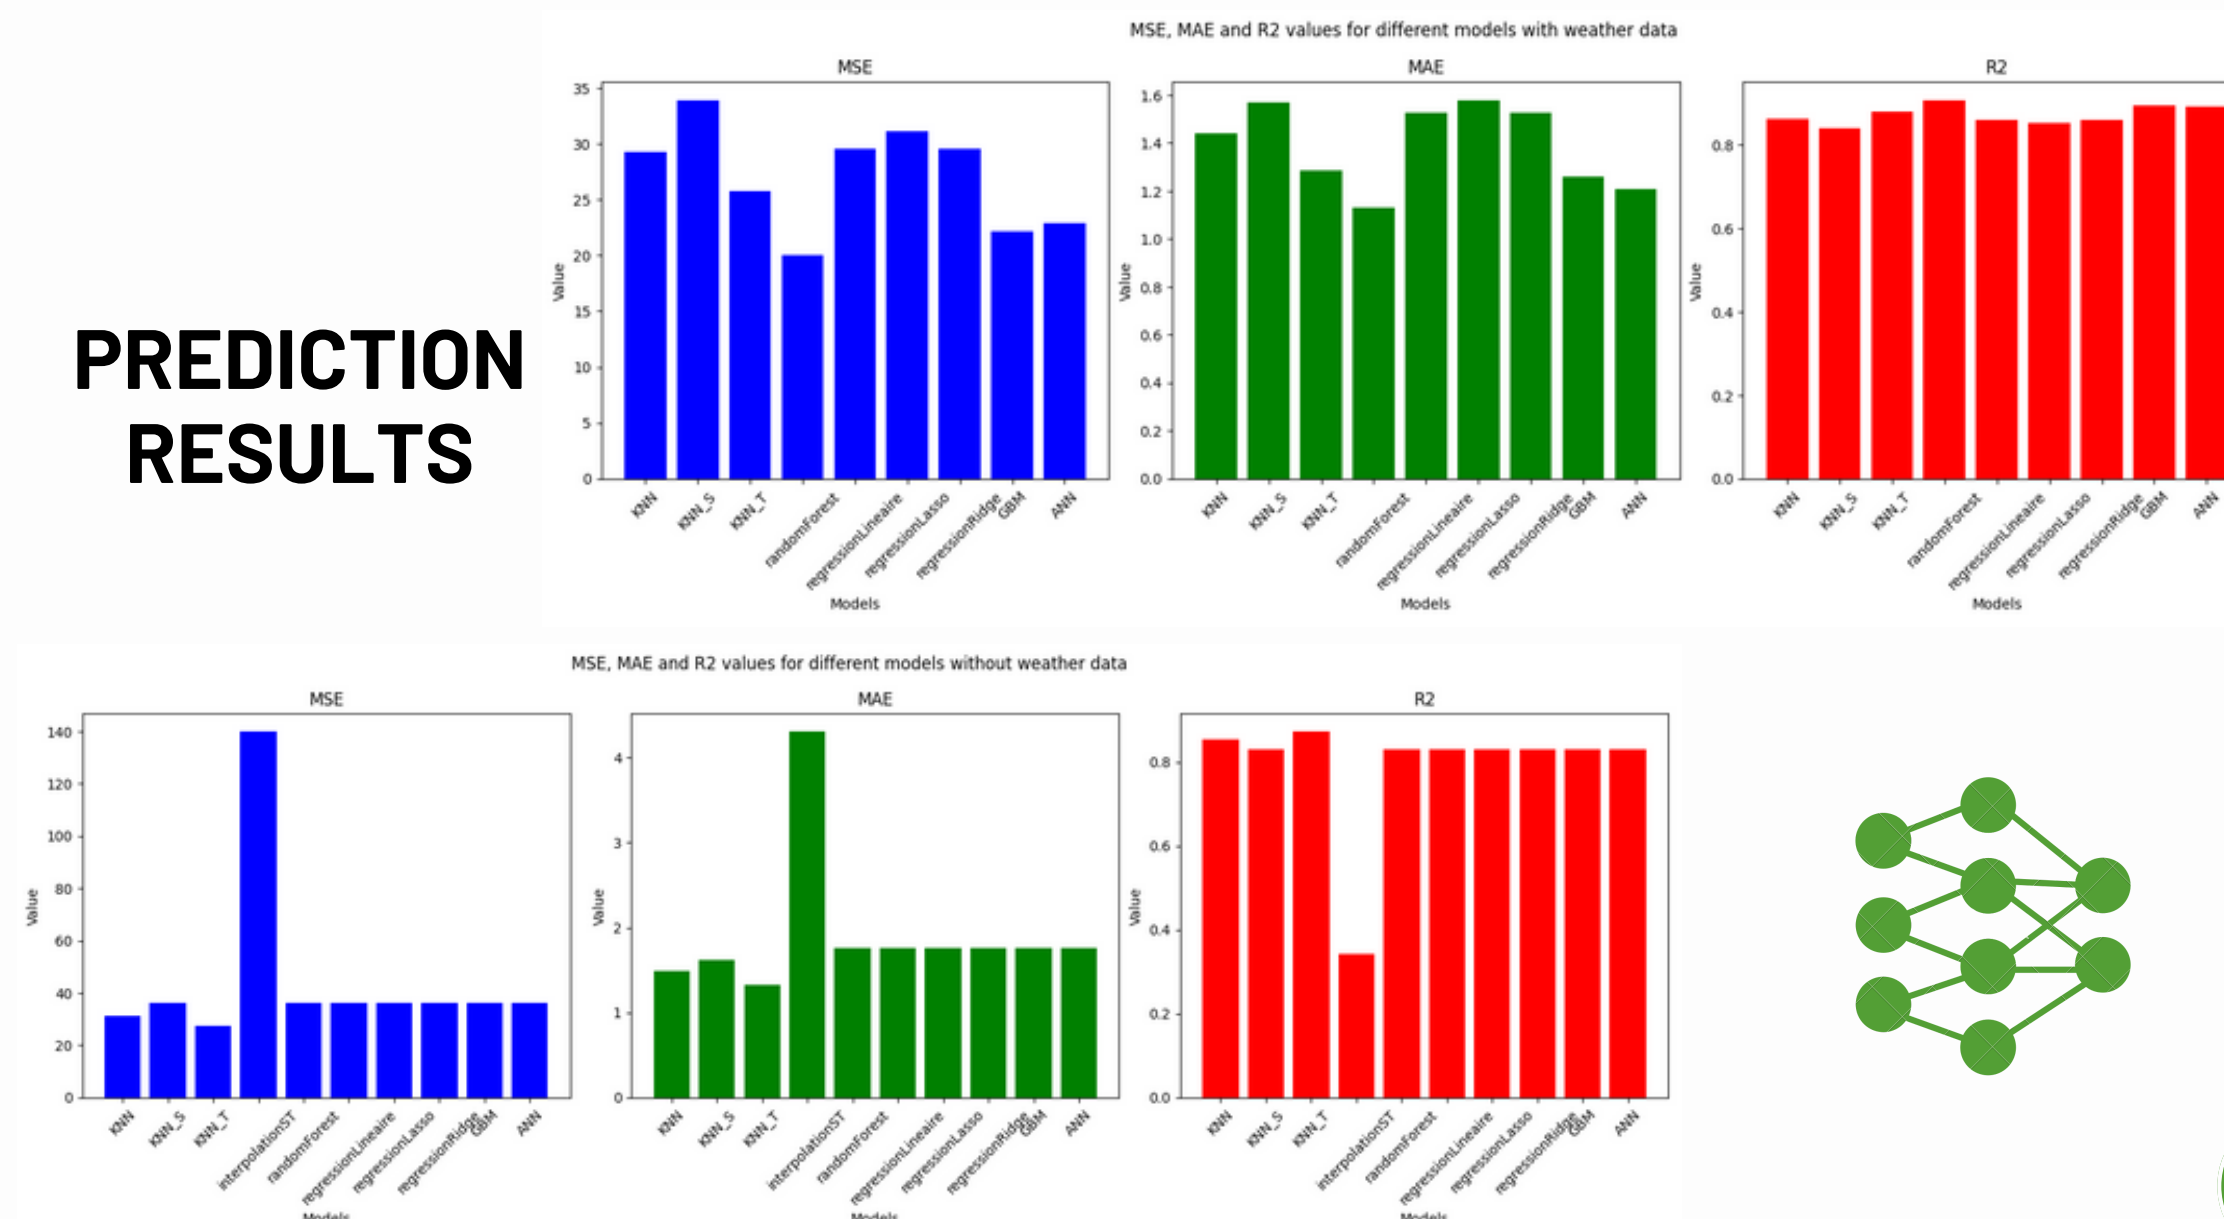 MSE, MAE and R2 values for different models with weather data
MSE
MAE
R2
35
30
25
20
15
10
5
0
Value
KNN
KNN_S
KNN_T
randomForest
regressionLineaire
regressionLasso
regressionRidge
GBM
ANN
Models
1.6
1.4
1.2
1.0
0.8
0.6
0.4
0.2
0.0
Value
KNN
KNN_S
KNN_T
randomForest
regressionLineaire
regressionLasso
regressionRidge
GBM
ANN
Models
0.8
0.6
0.4
0.2
0.0
Value
KNN
KNN_S
KNN_T
randomForest
regressionLineaire
regressionLasso
regressionRidge
GBM
ANN
Models
PREDICTION
RESULTS
MSE, MAE and R2 values for different models without weather data
MSE
MAE
R2
140
120
100
80
60
40
20
0
Value
KNN
KNN_S
KNN_T
interpolationST
randomForest
regressionLineaire
regressionLasso
regressionRidge
GBM
ANN
Models
4
3
2
1
0
Value
KNN
KNN_S
KNN_T
interpolationST
randomForest
regressionLineaire
regressionLasso
regressionRidge
GBM
ANN
Models
0.8
0.6
0.4
0.2
0.0
Value
KNN
KNN_S
KNN_T
interpolationST
randomForest
regressionLineaire
regressionLasso
regressionRidge
GBM
ANN
Models